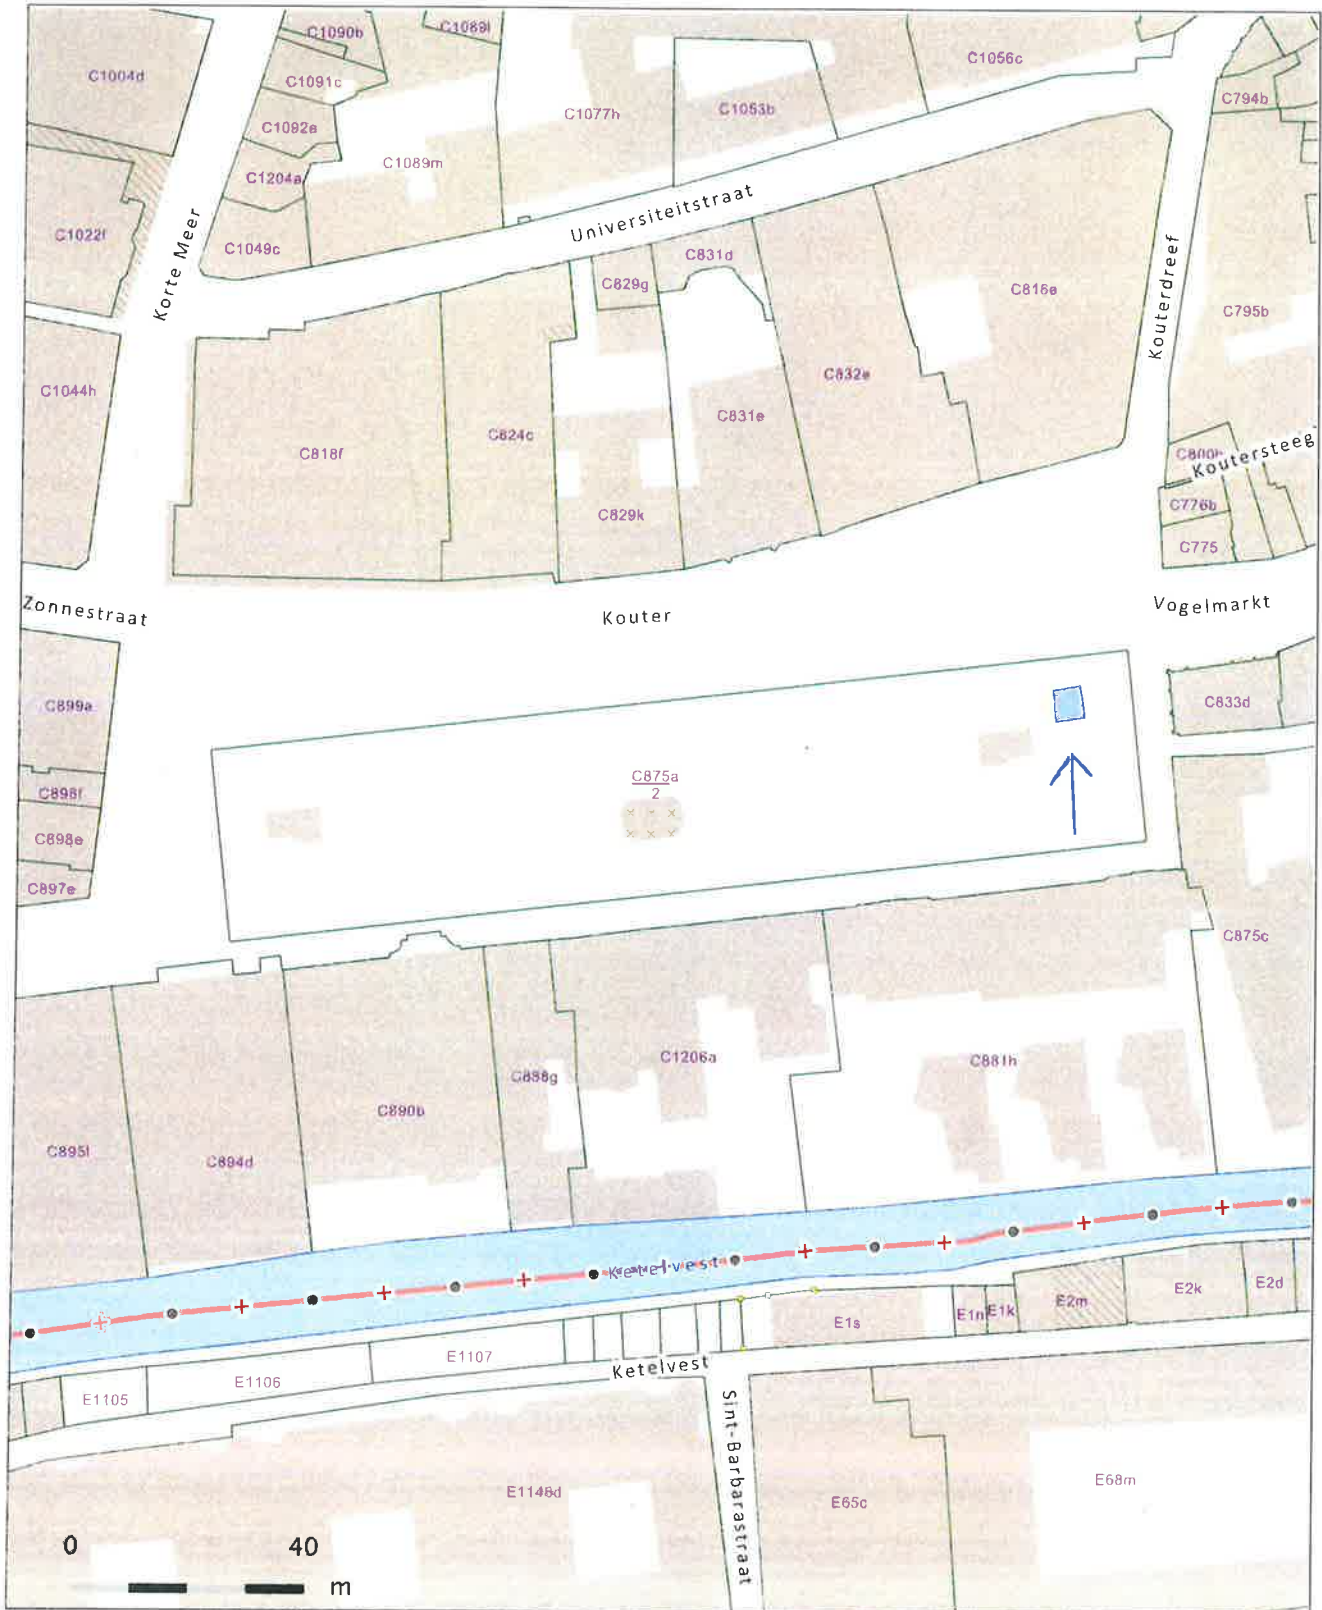 C1090b
C1089l
C1004d
C1091c
C1056c
C794b
C1077h
C1053b
C1092a
C1089m
C1204a
Universiteitstraat
C1022f
C1049c
Korte Meer
C831d
C829g
C816e
Kouterdreef
C795b
C1044h
C832e
C831e
C824c
C818f
Koutersteeg
C776b
C829k
C775
Zonnestraat
Kouter
Vogelmarkt
C899a
C833d
C875a
2
C898f
C898e
C897e
C875c
C1206a
C881h
C888g
C890b
C895f
C894d
Ketelvest
E2k
E2d
E2m
E1n
E1k
E1s
E1107
Ketelvest
E1106
E1105
Sint-Barbarastraat
E1148d
E65c
E68m
0 40
m